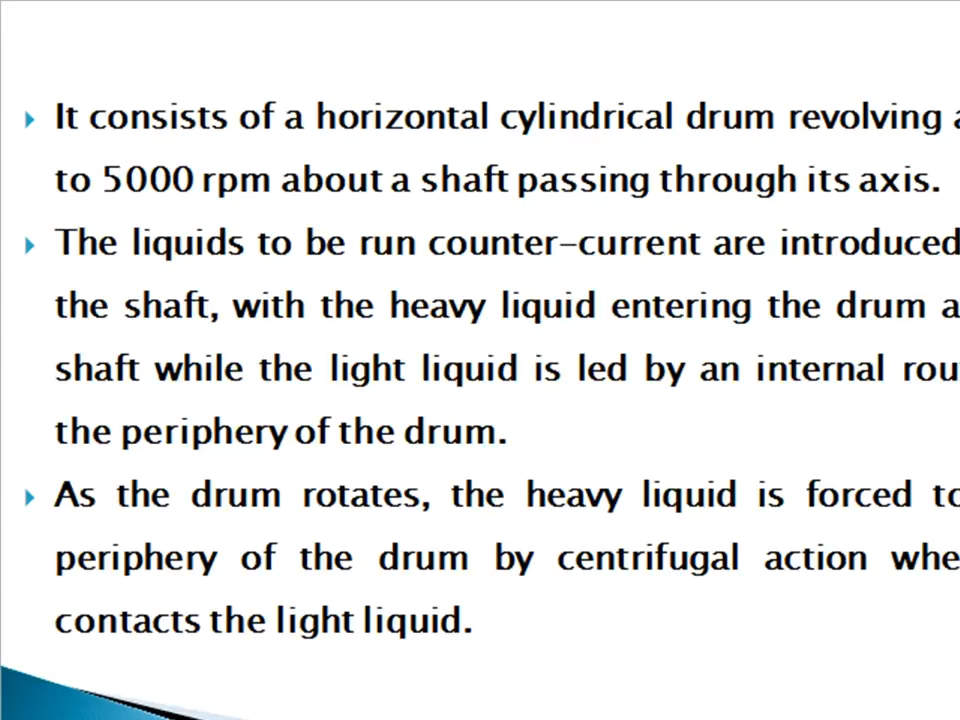 It consists of a horizontal cylindrical drum revolving
to 5000 rpm about a shaft passing through its axis.
The liquids to be run counter-current are introduced
the shaft, with the heavy liquid entering the drum
shaft while the light liquid is led by an internal
the periphery of the drum.
As the drum rotates, the heavy liquid is forced
periphery of the drum by centrifugal action
contacts the light liquid.